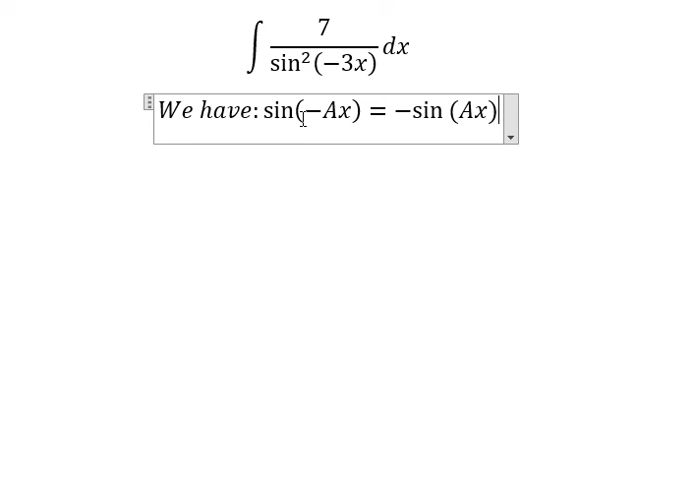 ∫ 7/sin²(−3x) dx
We have: sin(−Ax) = −sin (Ax)